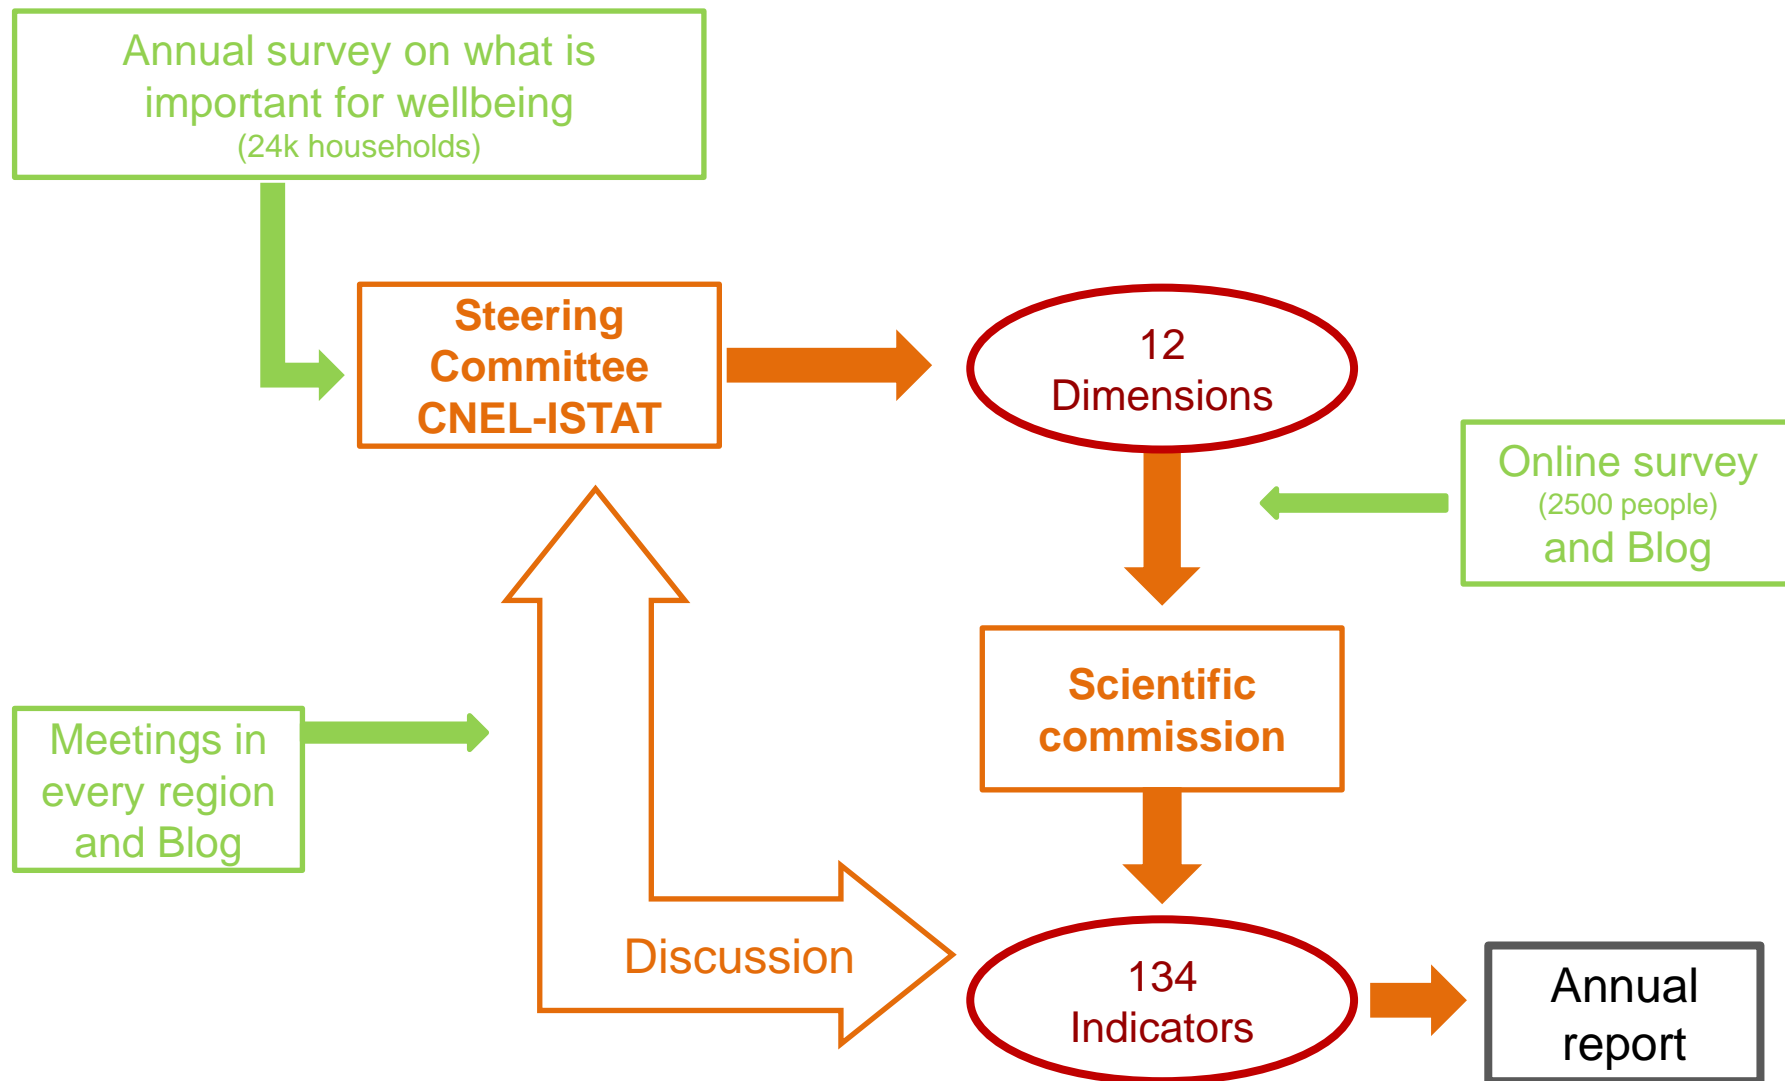 Annual survey on what is
important for wellbeing
(24k households)
Steering
Committee
CNEL-ISTAT
12
Dimensions
Online survey
(2500 people)
and Blog
Scientific
commission
Meetings in
every region
and Blog
Discussion
134
Indicators
Annual
report